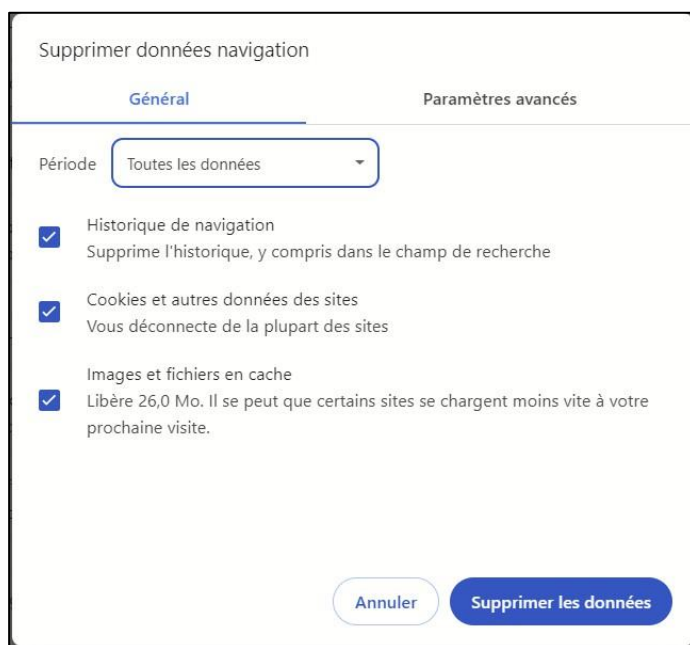 Supprimer données navigation
Général
Paramètres avancés
Période
Toutes les données
Historique de navigation
Supprime l'historique, y compris dans le champ de recherche
Cookies et autres données des sites
Vous déconnecte de la plupart des sites
Images et fichiers en cache
Libère 26,0 Mo. Il se peut que certains sites se chargent moins vite à votre
prochaine visite.
Annuler
Supprimer les données